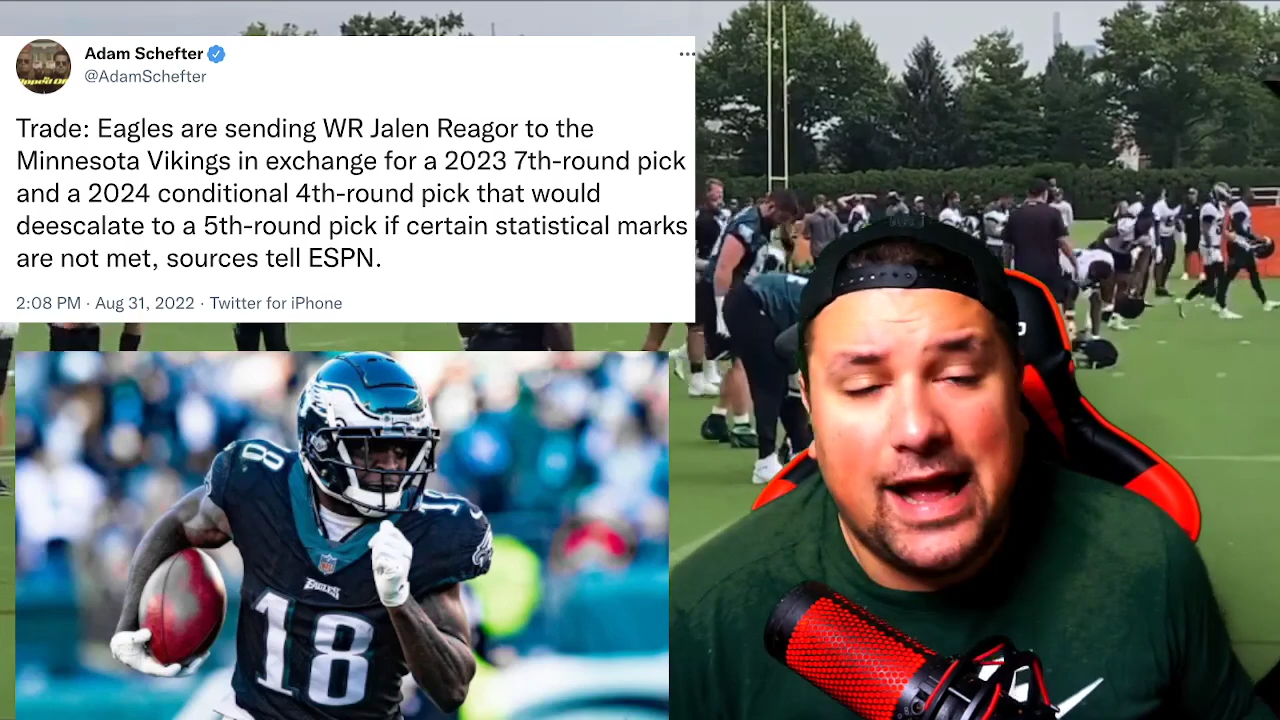 Adam Schefter
@AdamSchefter
Trade: Eagles are sending WR Jalen Reagor to the
Minnesota Vikings in exchange for a 2023 7th-round pick
and a 2024 conditional 4th-round pick that would
deescalate to a 5th-round pick if certain statistical marks
are not met, sources tell ESPN.
2:08 PM · Aug 31, 2022 · Twitter for iPhone
18
18
EAGLES
18